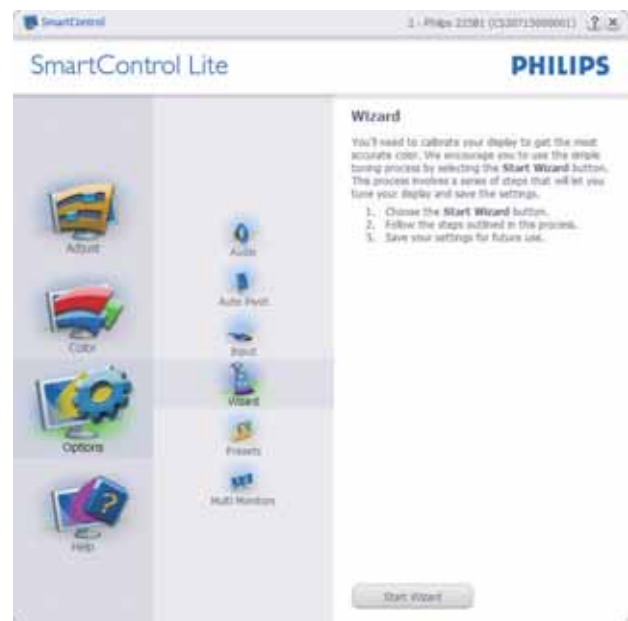 SmartControl
SmartControl Lite
PHILIPS
Adjust
Color
Options
Help
Audio
Auto Pivot
Input
Wizard
Presets
Multi Monitors
Wizard
You'll need to calibrate your display to get the most
accurate color. We encourage you to use the simple
tuning process by selecting the Start Wizard button.
This process involves a series of steps that will let you
tune your display and save the settings.
1. Choose the Start Wizard button.
2. Follow the steps outlined in this process.
3. Save your settings for future use.
Start Wizard